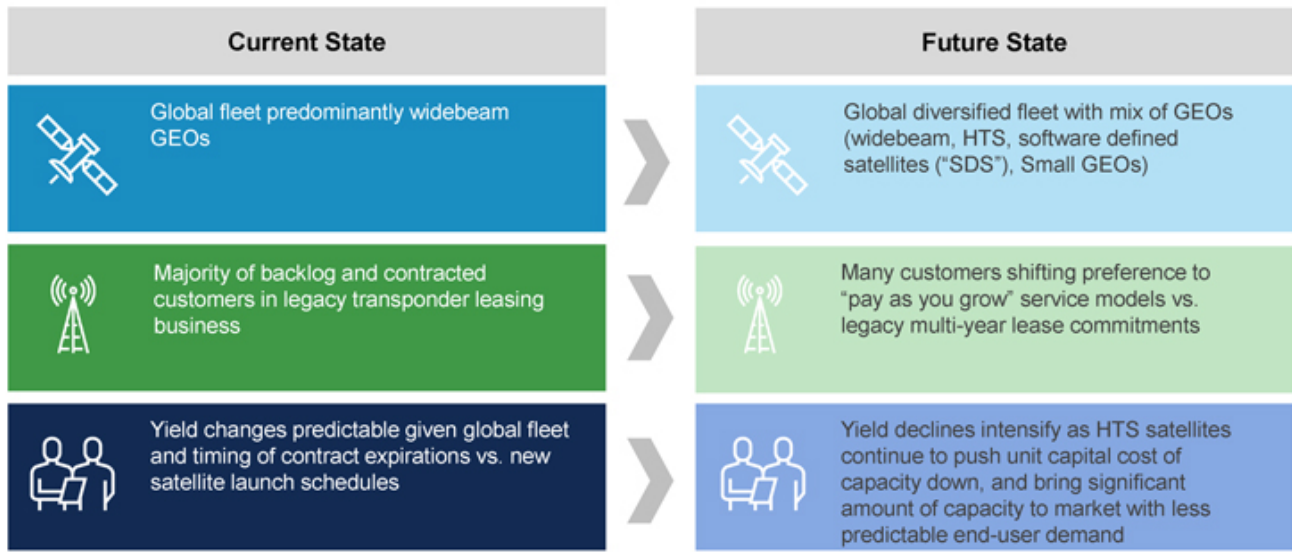 Current State
Future State
Global fleet predominantly widebeam
GEOs
Global diversified fleet with mix of GEOs
(widebeam, HTS, software defined
satellites (“SDS”), Small GEOs)
Majority of backlog and contracted
customers in legacy transponder leasing
business
Many customers shifting preference to
“pay as you grow” service models vs.
legacy multi-year lease commitments
Yield changes predictable given global fleet
and timing of contract expirations vs. new
satellite launch schedules
Yield declines intensify as HTS satellites
continue to push unit capital cost of
capacity down, and bring significant
amount of capacity to market with less
predictable end-user demand